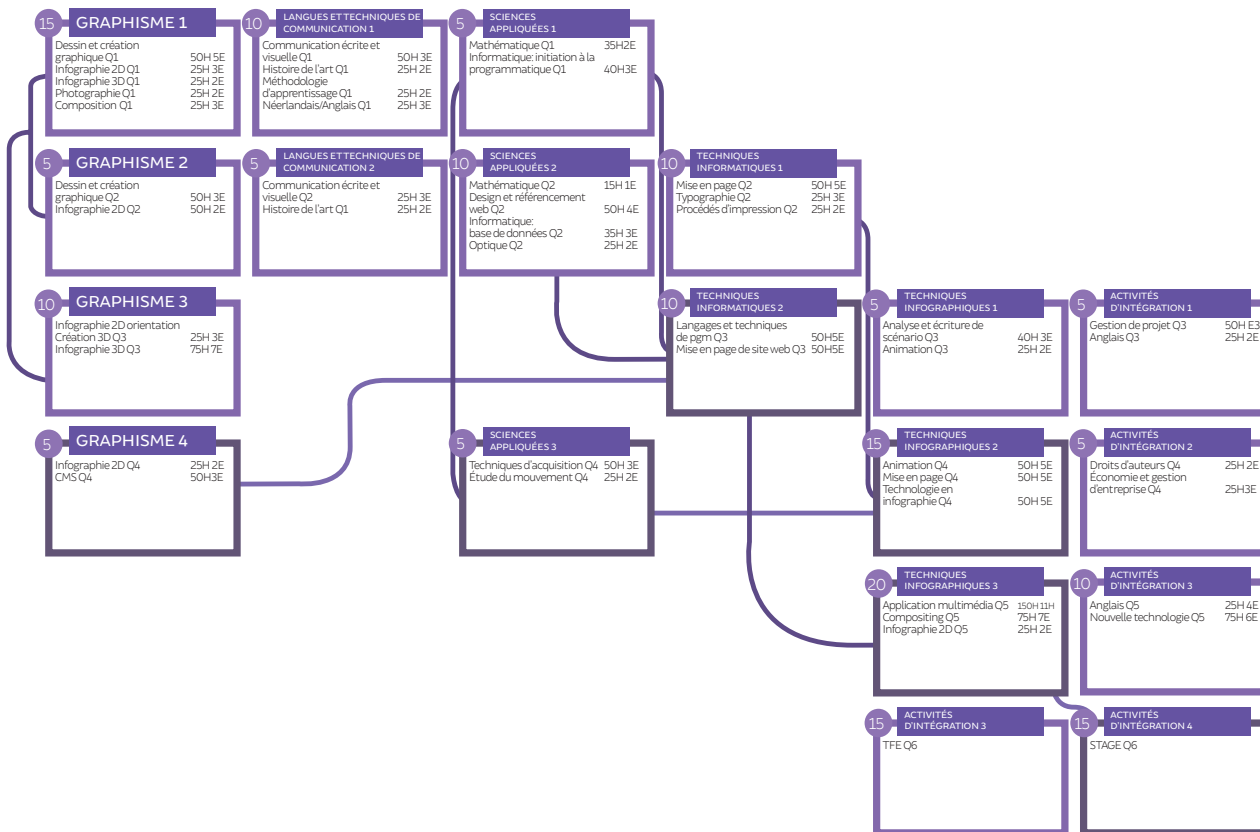 15 GRAPHISME 1
Dessin et création
graphique Q1 50H 5E
Infographie 2D Q1 25H 3E
Infographie 3D Q1 25H 2E
Photographie Q1 25H 2E
Composition Q1 25H 3E
10 LANGUES ET TECHNIQUES DE
COMMUNICATION 1
Communication écrite et
visuelle Q1 50H 3E
Histoire de l'art Q1 25H 2E
Méthodologie
d'apprentissage Q1 25H 2E
Néerlandais/Anglais Q1 25H 3E
5 SCIENCES
APPLIQUÉES 1
Mathématique Q1 35H2E
Informatique: initiation à la
programmatique Q1 40H3E
5 GRAPHISME 2
Dessin et création
graphique Q2 50H 3E
Infographie 2D Q2 50H 2E
5 LANGUES ET TECHNIQUES DE
COMMUNICATION 2
Communication écrite et
visuelle Q2 25H 3E
Histoire de l'art Q1 25H 2E
10 SCIENCES
APPLIQUÉES 2
Mathématique Q2 15H 1E
Design et référencement
web Q2 50H 4E
Informatique:
base de données Q2 35H 3E
Optique Q2 25H 2E
10 TECHNIQUES
INFORMATIQUES 1
Mise en page Q2 50H 5E
Typographie Q2 25H 3E
Procédés d'impression Q2 25H 2E
10 GRAPHISME 3
Infographie 2D orientation
Création 3D Q3 25H 3E
Infographie 3D Q3 75H 7E
10 TECHNIQUES
INFORMATIQUES 2
Langages et techniques
de pgm Q3 50H5E
Mise en page de site web Q3 50H5E
5 TECHNIQUES
INFOGRAPHIQUES 1
Analyse et écriture de
scénario Q3 40H 3E
Animation Q3 25H 2E
5 ACTIVITÉS
D'INTÉGRATION 1
Gestion de projet Q3 50H E3
Anglais Q3 25H 2E
5 GRAPHISME 4
Infographie 2D Q4 25H 2E
CMS Q4 50H3E
5 SCIENCES
APPLIQUÉES 3
Techniques d'acquisition Q4 50H 3E
Étude du mouvement Q4 25H 2E
15 TECHNIQUES
INFOGRAPHIQUES 2
Animation Q4 50H 5E
Mise en page Q4 50H 5E
Technologie en
infographie Q4 50H 5E
5 ACTIVITÉS
D'INTÉGRATION 2
Droits d'auteurs Q4 25H 2E
Économie et gestion
d'entreprise Q4 25H3E
20 TECHNIQUES
INFOGRAPHIQUES 3
Application multimédia Q5 150H 11H
Compositing Q5 75H 7E
Infographie 2D Q5 25H 2E
10 ACTIVITÉS
D'INTÉGRATION 3
Anglais Q5 25H 4E
Nouvelle technologie Q5 75H 6E
15 ACTIVITÉS
D'INTÉGRATION 3
TFE Q6
15 ACTIVITÉS
D'INTÉGRATION 4
STAGE Q6